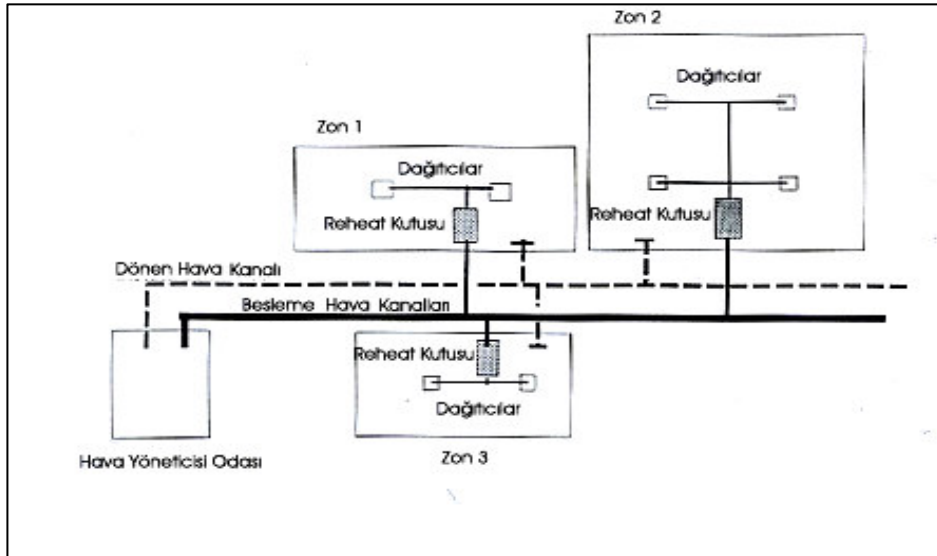 Zon 2
Dağıtıcılar
Zon 1
Dağıtıcılar
Reheat Kutusu
Reheat Kutusu
Dönen Hava Kanalı
Besleme Hava Kanalları
Reheat Kutusu
Dağıtıcılar
Zon 3
Hava Yöneticisi Odası